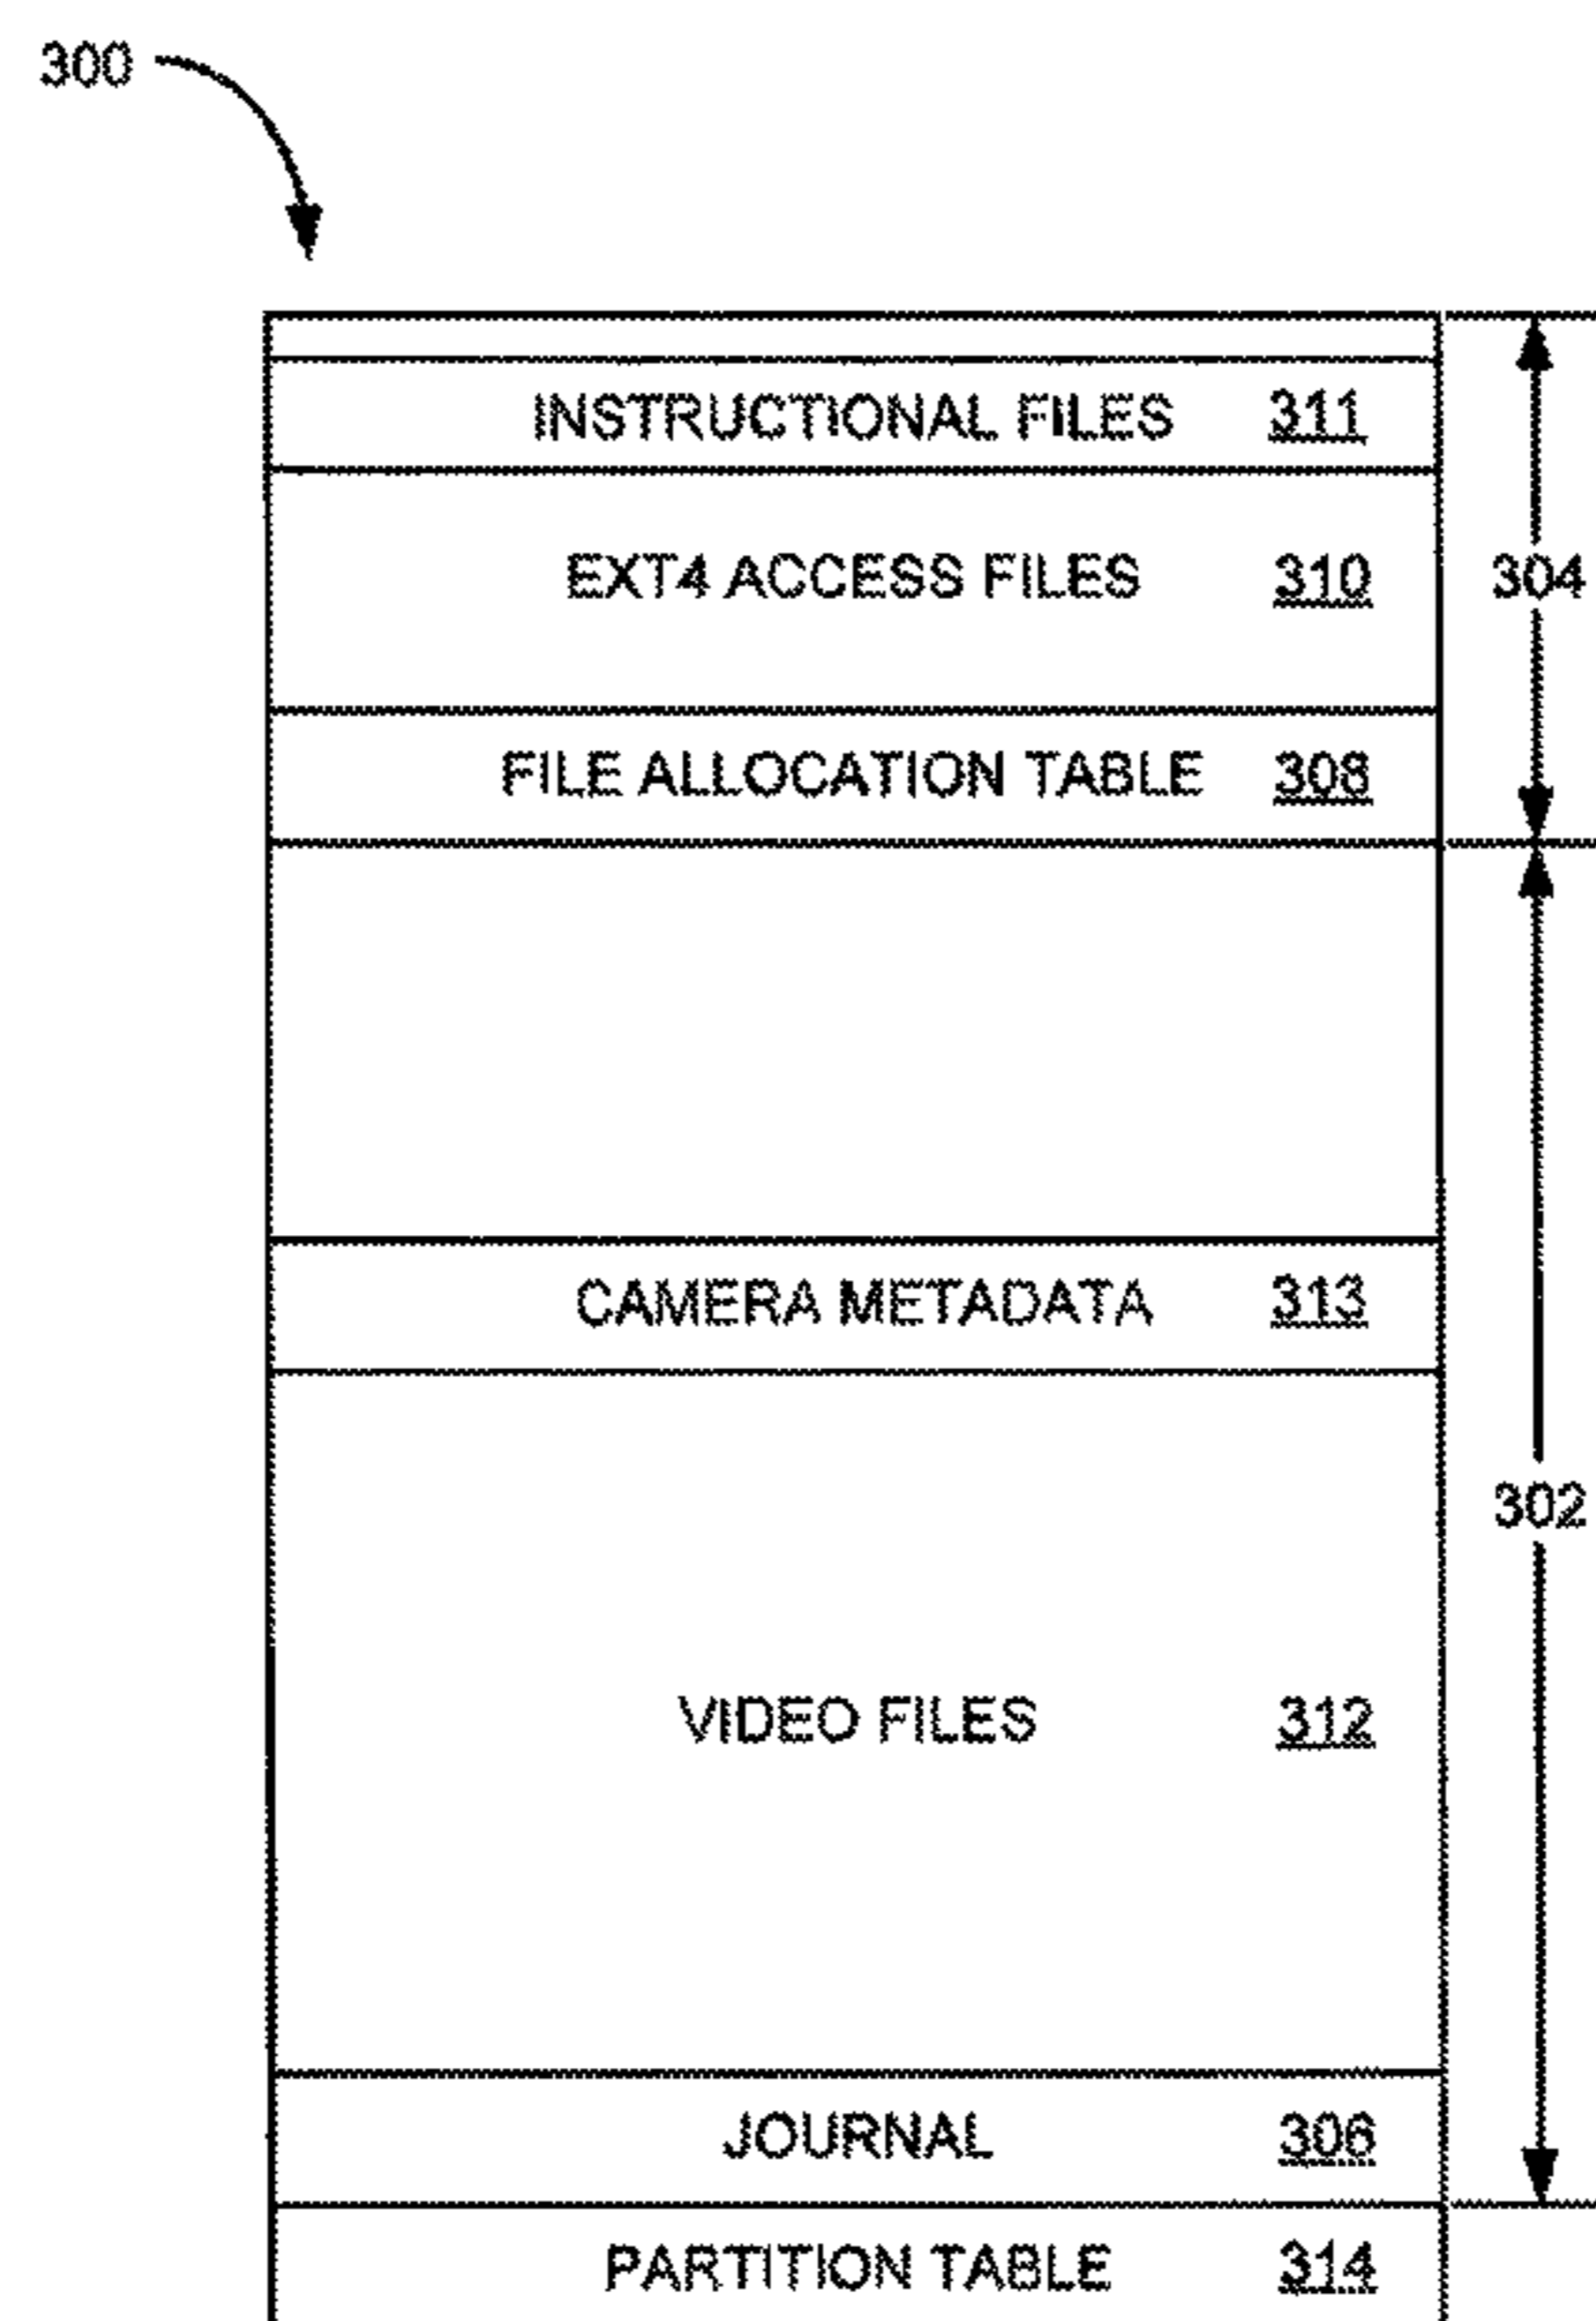 300
INSTRUCTIONAL FILES 311
EXT4 ACCESS FILES 310
304
FILE ALLOCATION TABLE 308
CAMERA METADATA 313
302
VIDEO FILES 312
JOURNAL 306
PARTITION TABLE 314